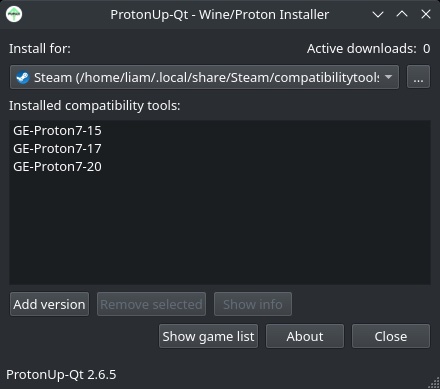 ProtonUp-Qt - Wine/Proton Installer
Install for:
Active downloads: 0
Steam (/home/liam/.local/share/Steam/compatibilitytools
...
Installed compatibility tools:
GE-Proton7-15
GE-Proton7-17
GE-Proton7-20
Add version
Remove selected
Show info
Show game list
About
Close
ProtonUp-Qt 2.6.5